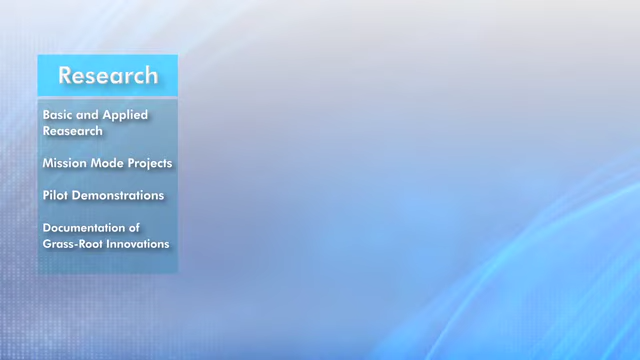 Research
Basic and Applied
Reasearch
Mission Mode Projects
Pilot Demonstrations
Documentation of
Grass-Root Innovations